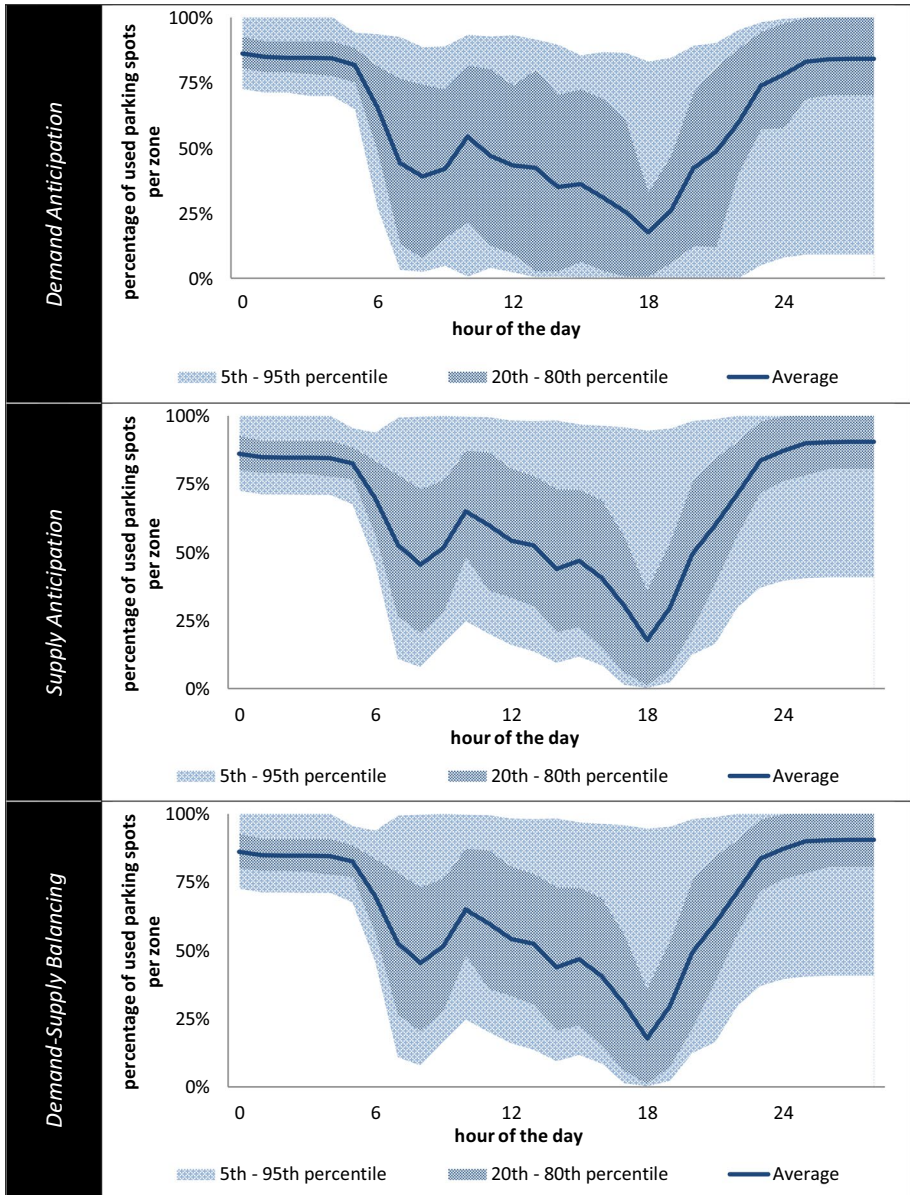 Demand Anticipation
percentage of used parking spots
per zone
100%
75%
50%
25%
0%
0 6 12 18 24
hour of the day
5th - 95th percentile 20th - 80th percentile Average
Supply Anticipation
percentage of used parking spots
per zone
100%
75%
50%
25%
0%
0 6 12 18 24
hour of the day
5th - 95th percentile 20th - 80th percentile Average
Demand-Supply Balancing
percentage of used parking spots
per zone
100%
75%
50%
25%
0%
0 6 12 18 24
hour of the day
5th - 95th percentile 20th - 80th percentile Average